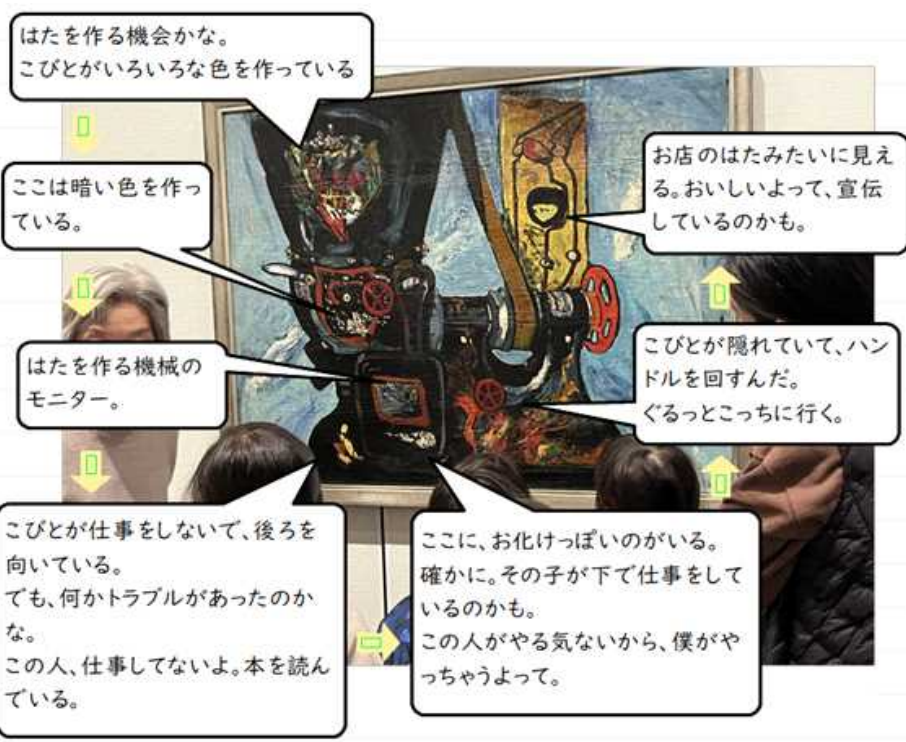 はたを作る機会かな。
こびとがいろいろな色を作っている
ここは暗い色を作っ
ている。
はたを作る機械の
モニター。
こびとが仕事をしないで、後ろを
向いている。
でも、何かトラブルがあったのか
な。
この人、仕事してないよ。本を読ん
でいる。
ここに、お化けっぽいのがいる。
確かに。その子が下で仕事をして
いるのかも。
この人がやる気ないから、僕がや
っちゃうよって。
こびとが隠れていて、ハン
ドルを回すんだ。
ぐるっとこっちに行く。
お店のはたみたいに見え
る。おいしいよって、宣伝
しているのかも。